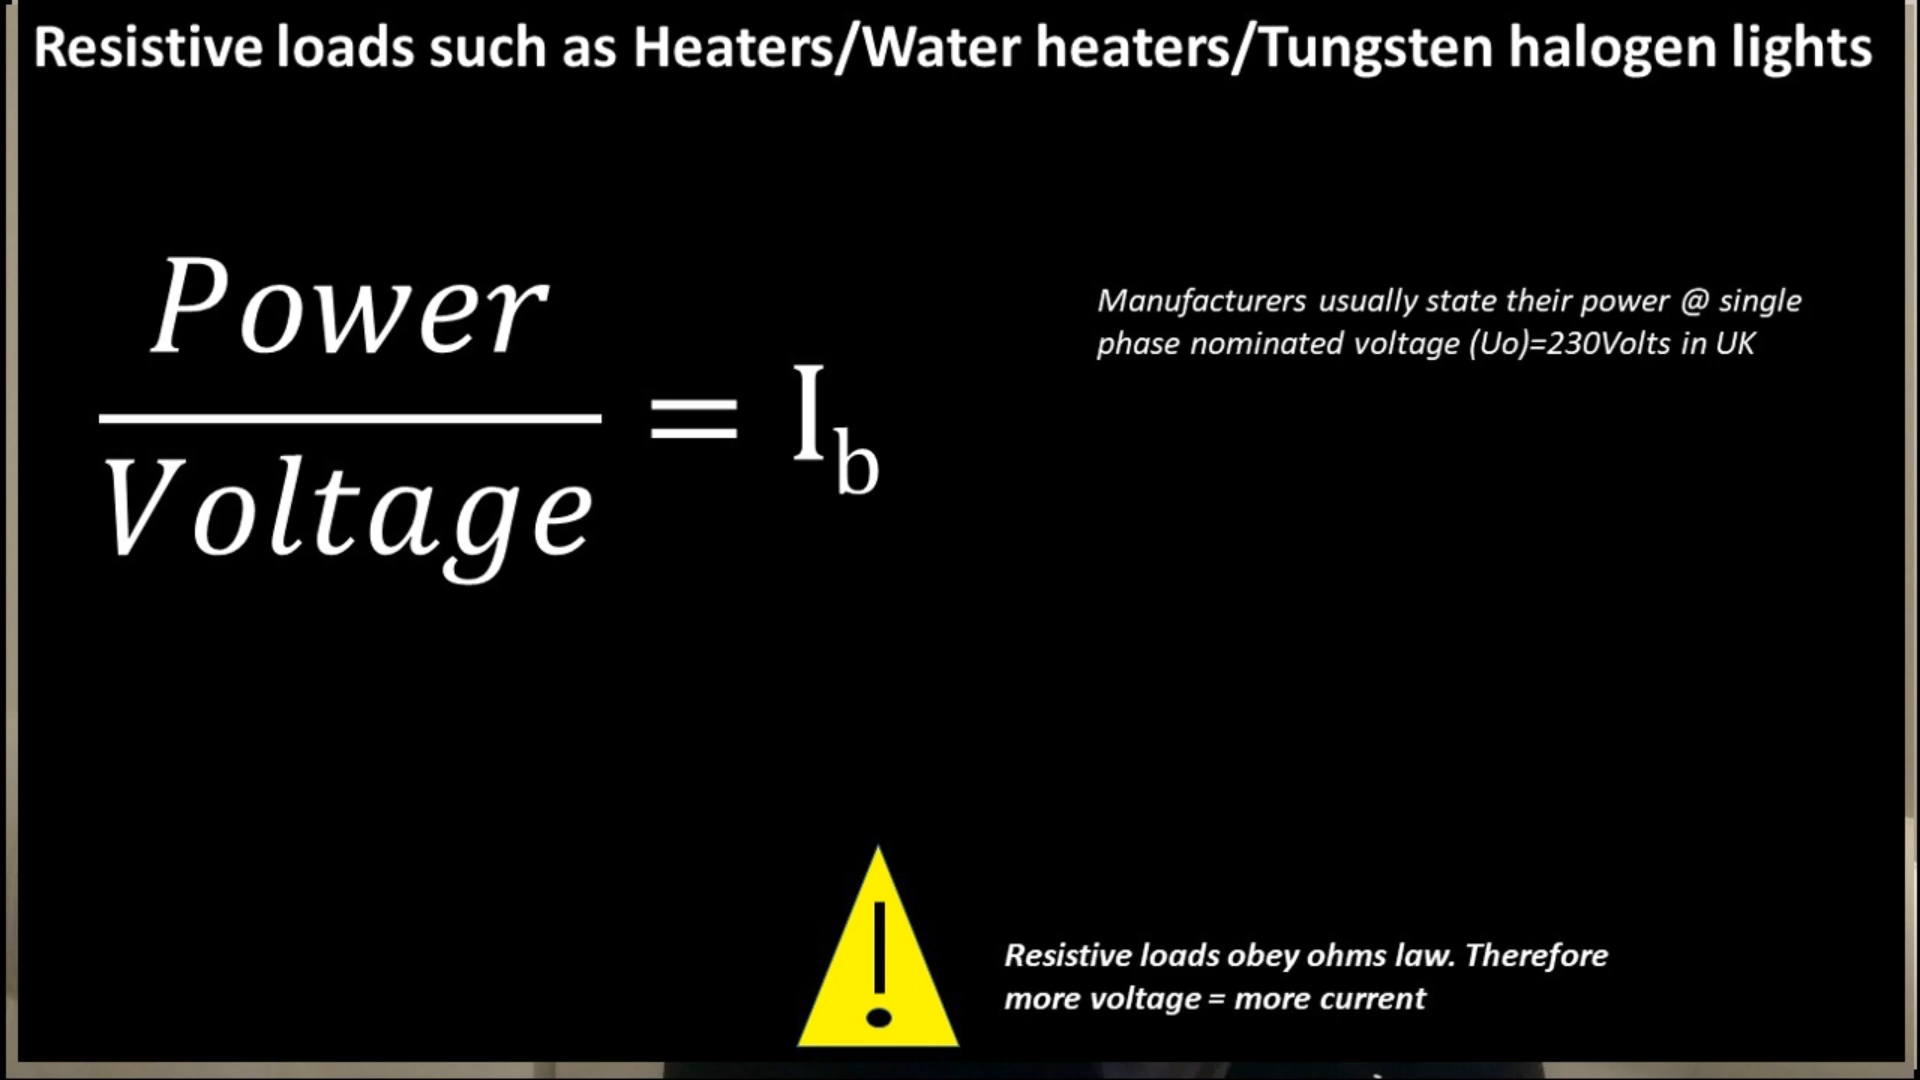 Resistive loads such as Heaters/Water heaters/Tungsten halogen lights
Power
Voltage
= Ib
Manufacturers usually state their power @ single
phase nominated voltage (Uo)=230Volts in UK
!
Resistive loads obey ohms law. Therefore
more voltage = more current